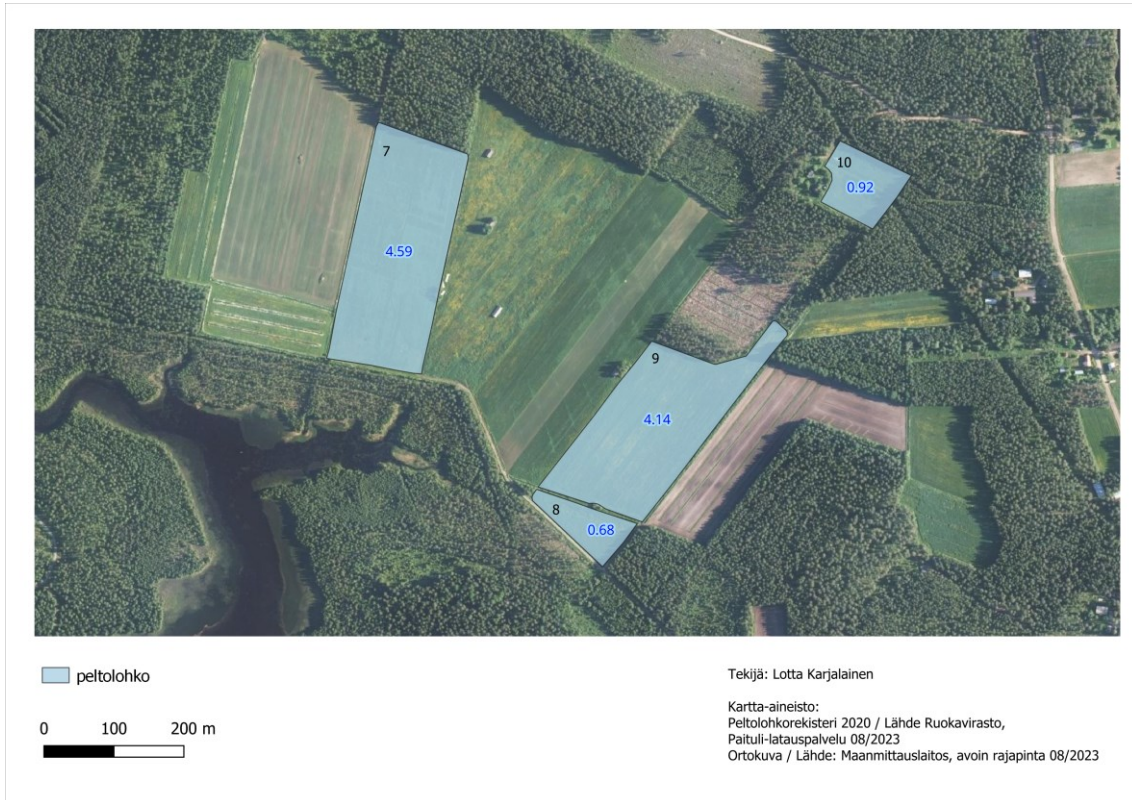 7
10
0.92
4.59
9
4.14
8
0.68
peltolohko
0 100 200 m
Tekijä: Lotta Karjalainen
Kartta-aineisto:
Peltolohkorekisteri 2020 / Lähde Ruokavirasto,
Paituli-latauspalvelu 08/2023
Ortokuva / Lähde: Maanmittauslaitos, avoin rajapinta 08/2023